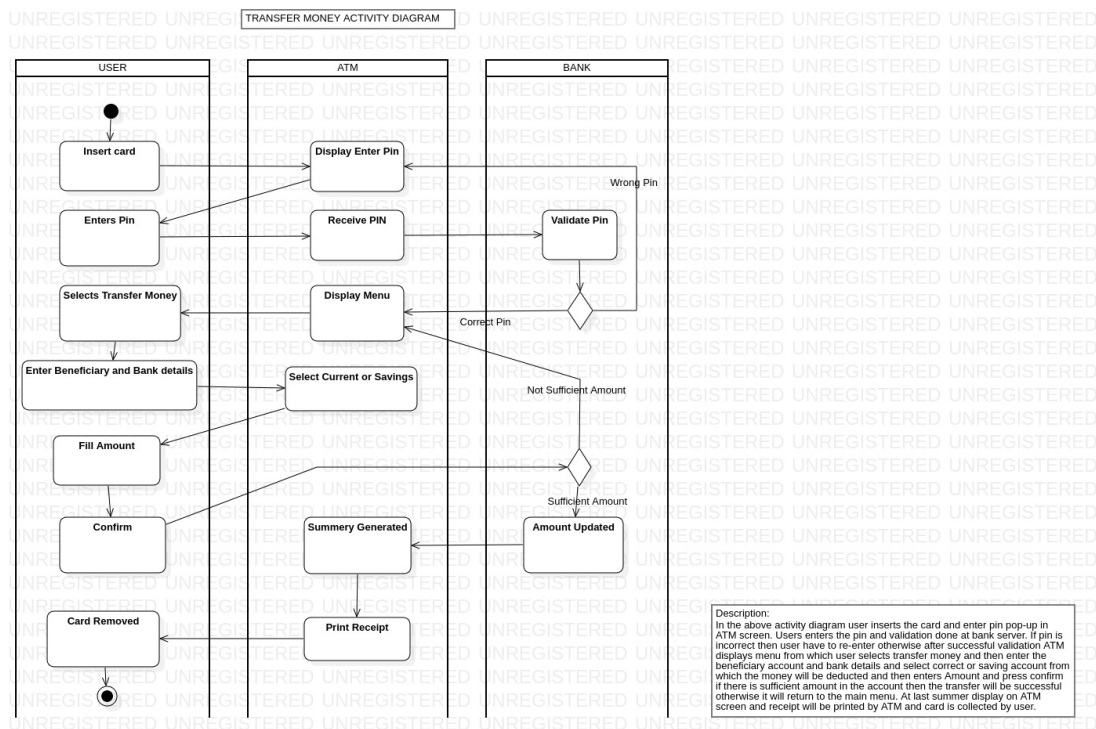 TRANSFER MONEY ACTIVITY DIAGRAM
USER
ATM
BANK
Insert card
Display Enter Pin
Wrong Pin
Enters Pin
Receive PIN
Validate Pin
Selects Transfer Money
Display Menu
Correct Pin
Enter Beneficiary and Bank details
Select Current or Savings
Not Sufficient Amount
Fill Amount
Sufficient Amount
Confirm
Summery Generated
Amount Updated
Card Removed
Print Receipt
Description:
In the above activity diagram user inserts the card and enter pin pop-up in
ATM screen. Users enters the pin and validation done at bank server. If pin is
incorrect then user have to re-enter otherwise after successful validation ATM
displays menu from which user selects transfer money and then enter the
beneficiary account and bank details and select correct or saving account from
which the money will be deducted and then enters Amount and press confirm
if there is sufficient amount in the account then the transfer will be successful
otherwise it will return to the main menu. At last summer display on ATM
screen and receipt will be printed by ATM and card is collected by user.
UNREGISTERED